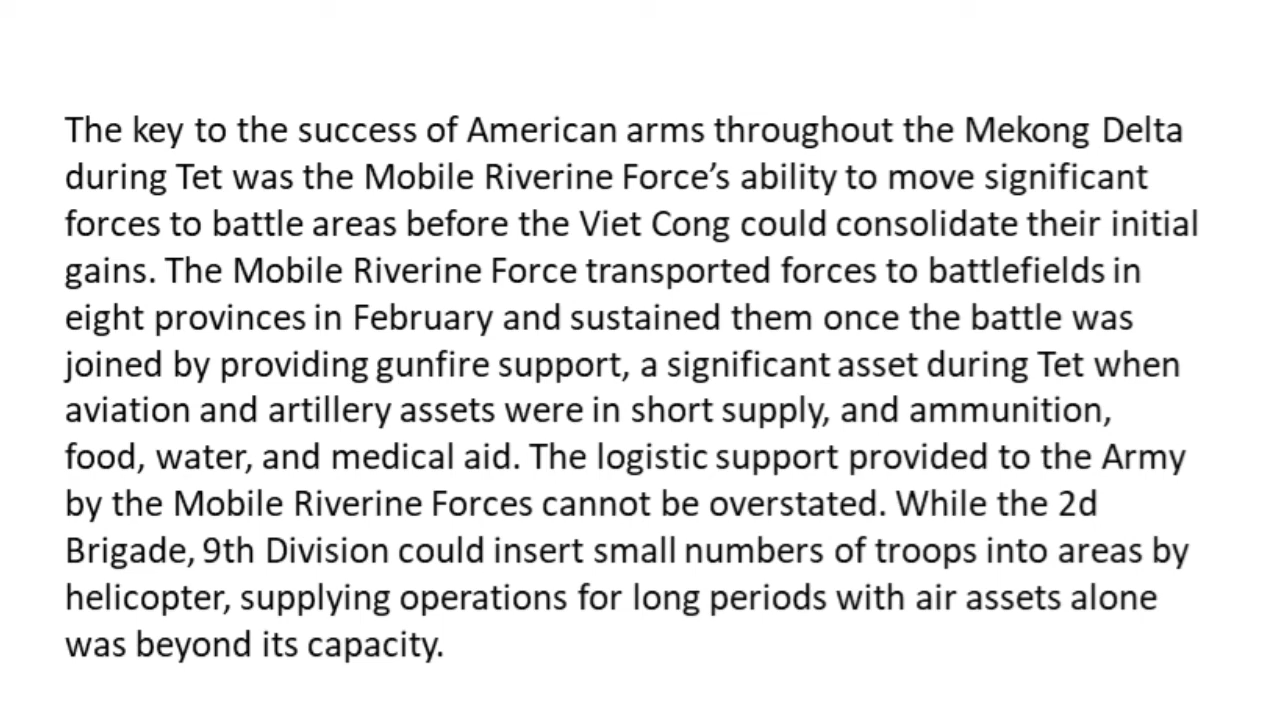 The key to the success of American arms throughout the Mekong Delta
during Tet was the Mobile Riverine Force’s ability to move significant
forces to battle areas before the Viet Cong could consolidate their initial
gains. The Mobile Riverine Force transported forces to battlefields in
eight provinces in February and sustained them once the battle was
joined by providing gunfire support, a significant asset during Tet when
aviation and artillery assets were in short supply, and ammunition,
food, water, and medical aid. The logistic support provided to the Army
by the Mobile Riverine Forces cannot be overstated. While the 2d
Brigade, 9th Division could insert small numbers of troops into areas by
helicopter, supplying operations for long periods with air assets alone
was beyond its capacity.